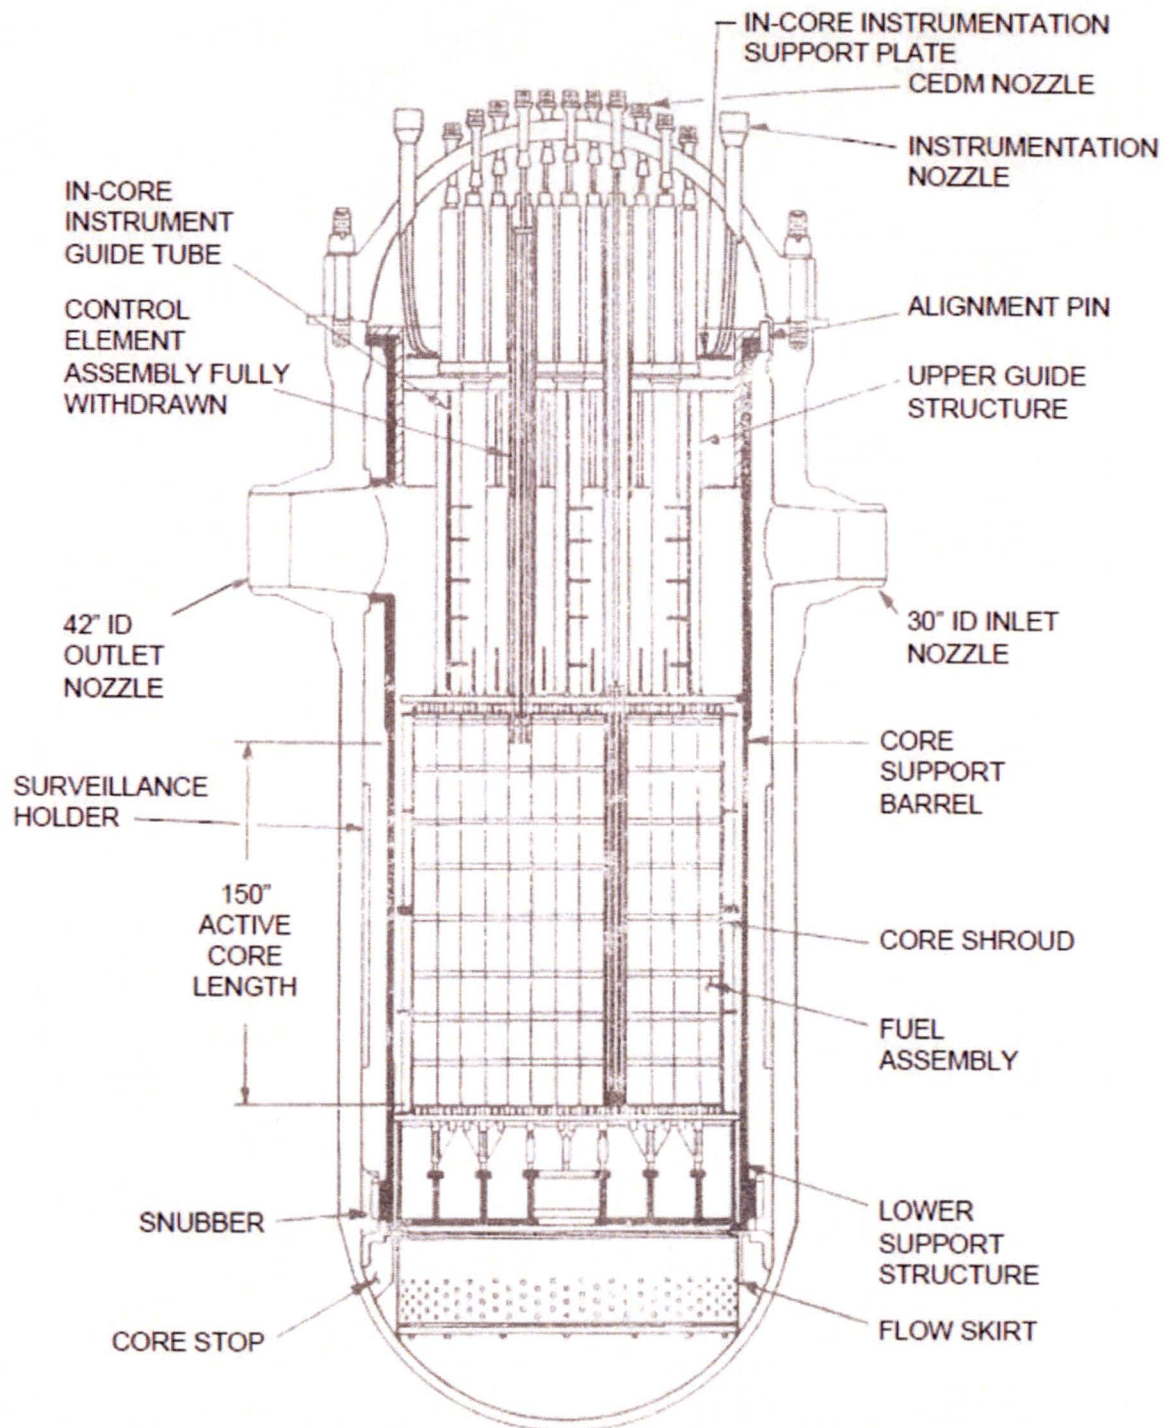 IN-CORE INSTRUMENTATION
SUPPORT PLATE
CEDM NOZZLE
INSTRUMENTATION
NOZZLE
IN-CORE
INSTRUMENT
GUIDE TUBE
CONTROL
ELEMENT
ASSEMBLY FULLY
WITHDRAWN
ALIGNMENT PIN
UPPER GUIDE
STRUCTURE
42" ID
OUTLET
NOZZLE
30" ID INLET
NOZZLE
SURVEILLANCE
HOLDER
CORE
SUPPORT
BARREL
150"
ACTIVE
CORE
LENGTH
CORE SHROUD
FUEL
ASSEMBLY
SNUBBER
LOWER
SUPPORT
STRUCTURE
CORE STOP
FLOW SKIRT